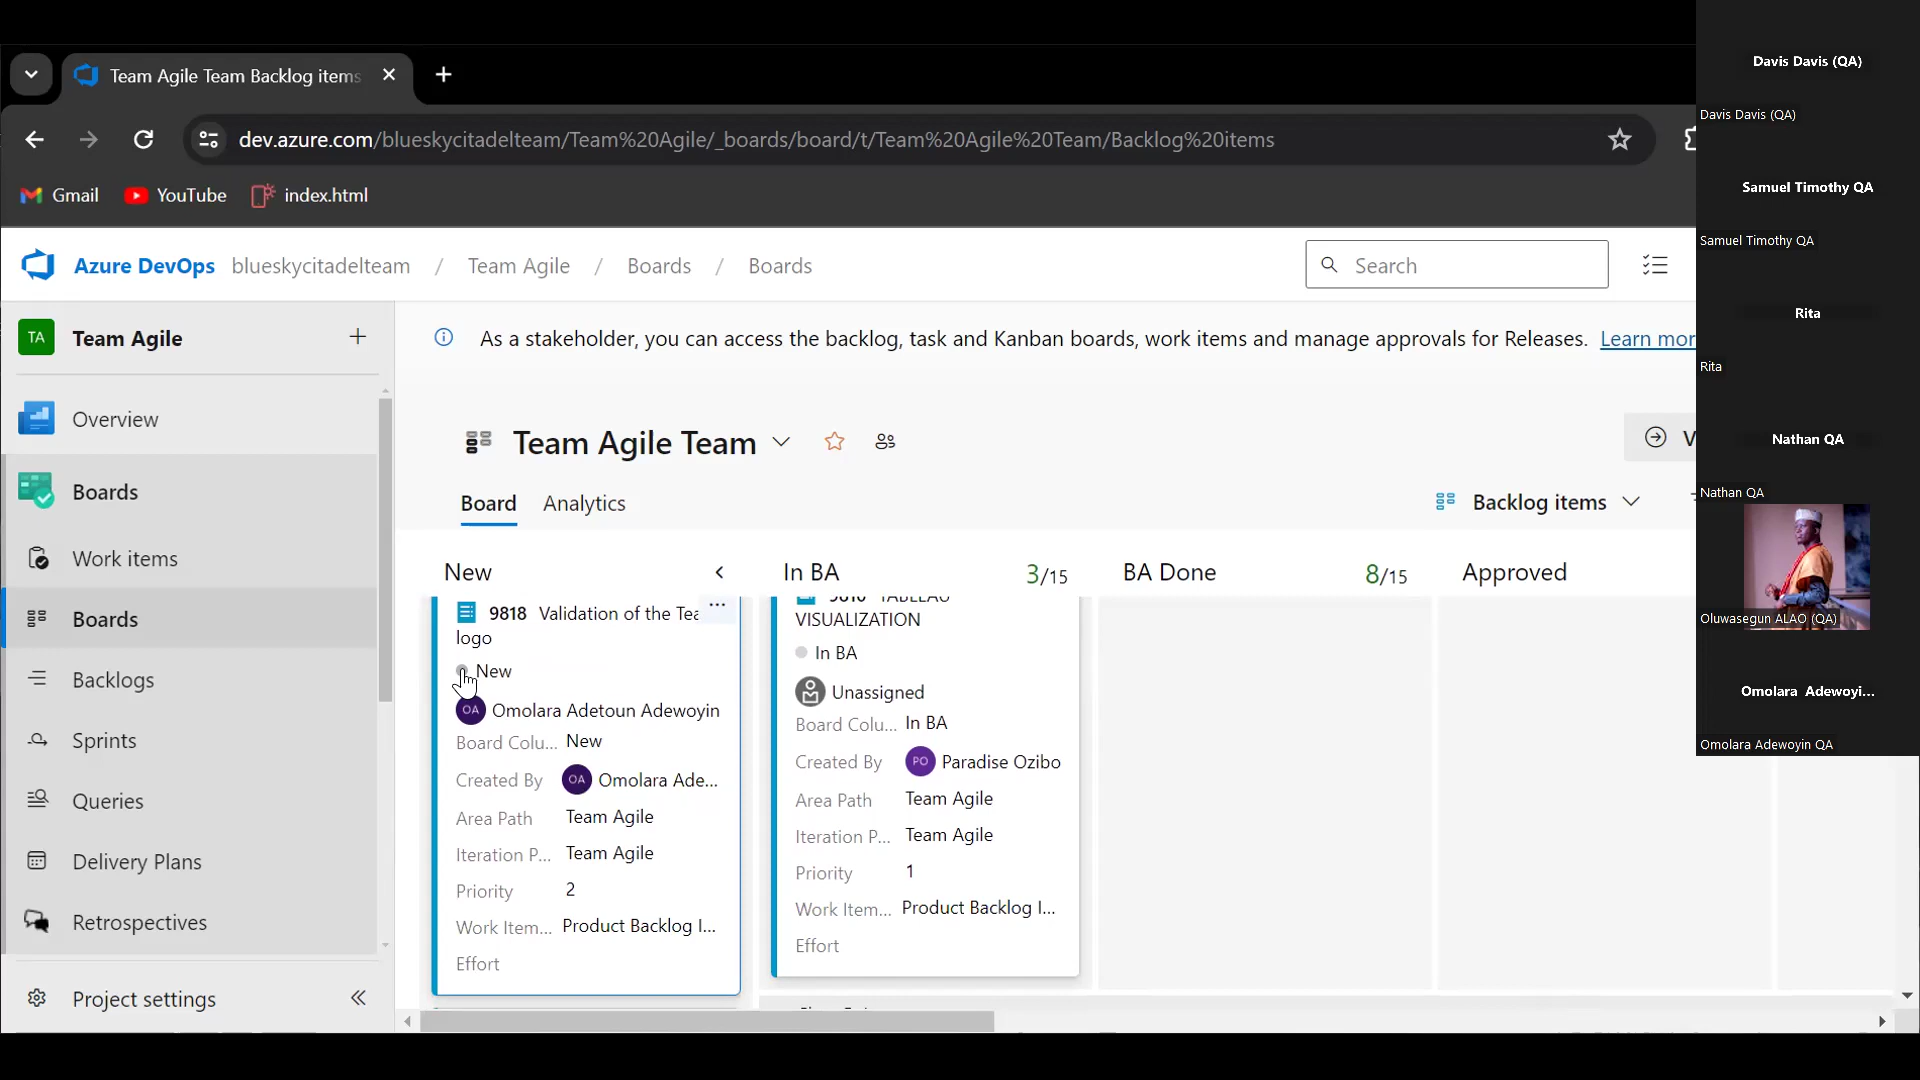 Team Agile Team Backlog items
dev.azure.com/blueskycitadelteam/Team%20Agile/_boards/board/t/Team%20Agile%20Team/Backlog%20items
Gmail YouTube index.html
Azure DevOps blueskycitadelteam / Team Agile / Boards / Boards
Search
TA Team Agile
As a stakeholder, you can access the backlog, task and Kanban boards, work items and manage approvals for Releases. Learn mor
Overview
Boards
Work items
Boards
Backlogs
Sprints
Queries
Delivery Plans
Retrospectives
Project settings
Team Agile Team
V
Board Analytics
Backlog items
New
9818 Validation of the Tea
logo
New
OA Omolara Adetoun Adewoyin
Board Colu... New
Created By OA Omolara Ade...
Area Path Team Agile
Iteration P... Team Agile
Priority 2
Work Item... Product Backlog I...
Effort
In BA 3/15
TABLEAU
VISUALIZATION
In BA
Unassigned
Board Colu... In BA
Created By PO Paradise Ozibo
Area Path Team Agile
Iteration P... Team Agile
Priority 1
Work Item... Product Backlog I...
Effort
BA Done 8/15
Approved
Davis Davis (QA)
Davis Davis (QA)
Samuel Timothy QA
Samuel Timothy QA
Rita
Rita
Nathan QA
Nathan QA
Oluwasegun ALAO (QA)
Omolara Adewoyi...
Omolara Adewoyin QA